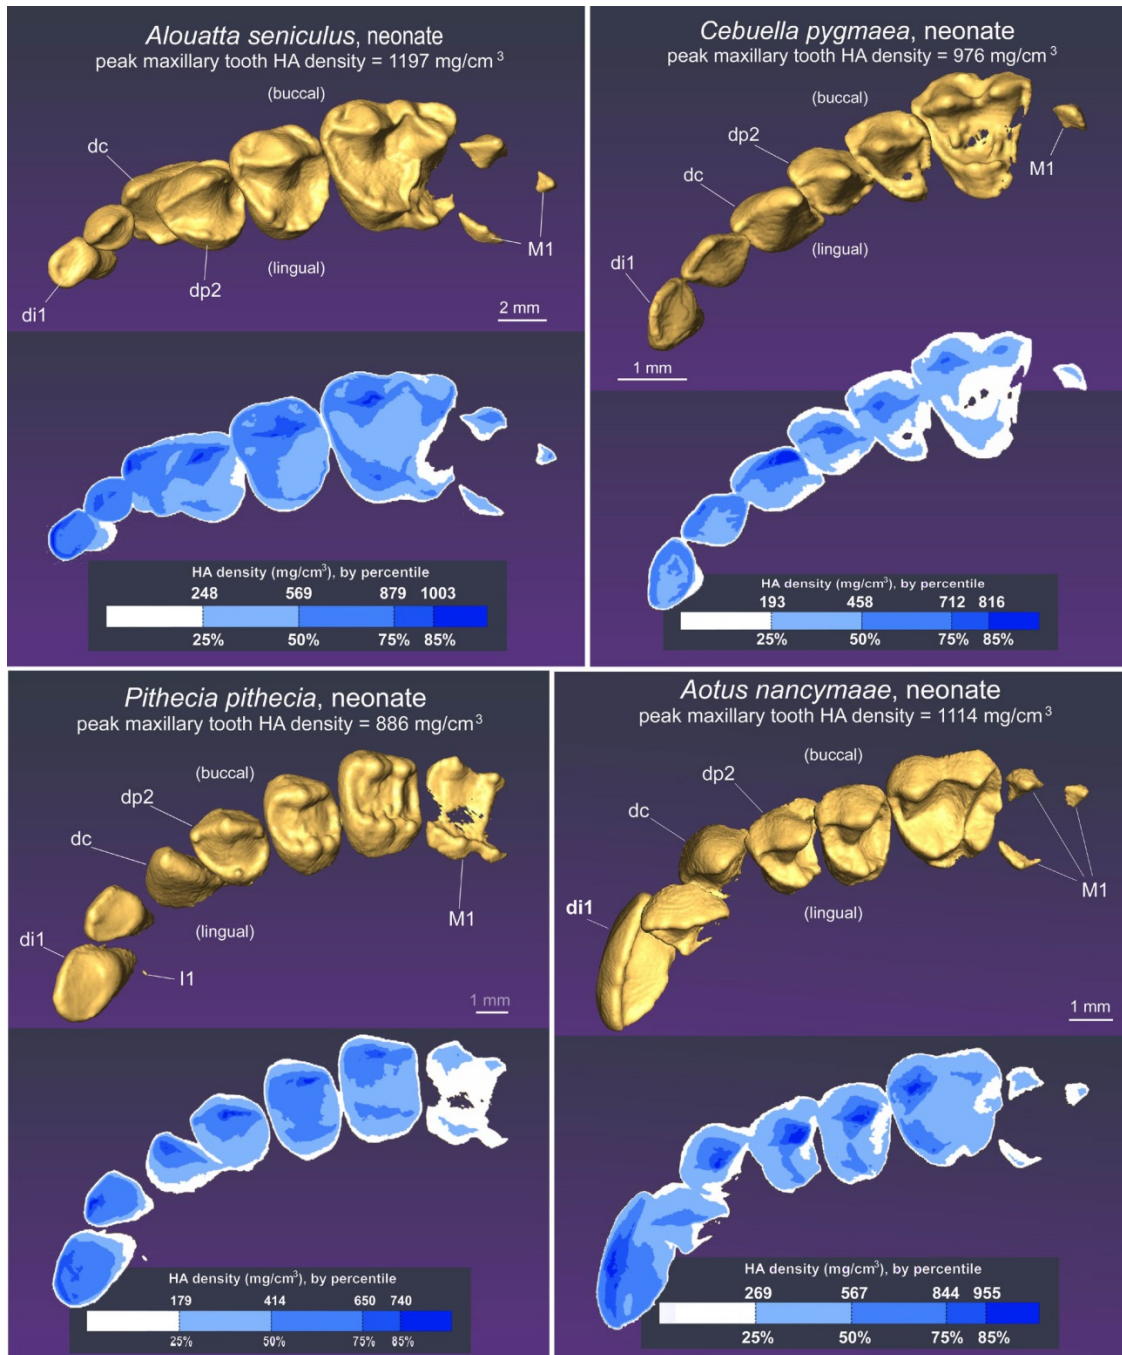 Alouatta seniculus, neonate
peak maxillary tooth HA density = 1197 mg/cm³
(buccal)
dc
M1
(lingual)
dp2
di1
2 mm
HA density (mg/cm³), by percentile
248 569 879 1003
25% 50% 75% 85%
Cebuella pygmaea, neonate
peak maxillary tooth HA density = 976 mg/cm³
(buccal)
dp2
M1
dc
(lingual)
di1
1 mm
HA density (mg/cm³), by percentile
193 458 712 816
25% 50% 75% 85%
Pithecia pithecia, neonate
peak maxillary tooth HA density = 886 mg/cm³
(buccal)
dp2
dc
M1
(lingual)
di1
I1
1 mm
HA density (mg/cm³), by percentile
179 414 650 740
25% 50% 75% 85%
Aotus nancymaae, neonate
peak maxillary tooth HA density = 1114 mg/cm³
(buccal)
dp2
dc
M1
di1
(lingual)
1 mm
HA density (mg/cm³), by percentile
269 567 844 955
25% 50% 75% 85%